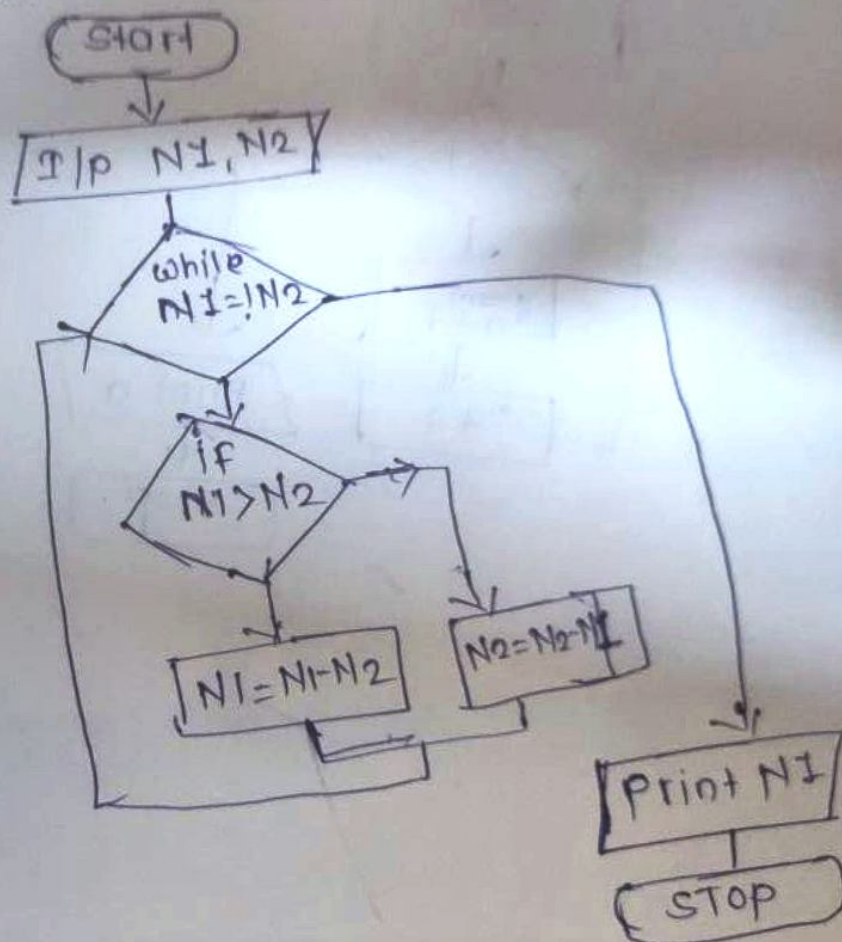 Start
I/p N1, N2
while
N1=!N2
if
N1>N2
N1=N1-N2
N2=N2-N1
Print N1
STOP